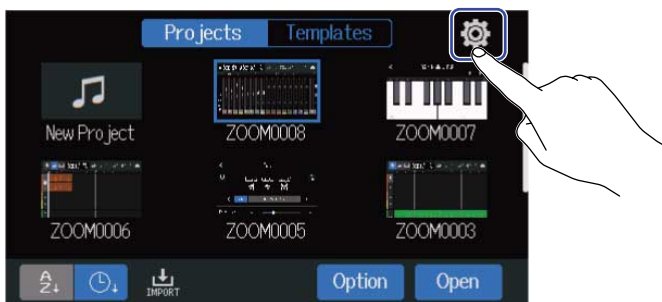 Projects Templates
New Project ZOOM0008 ZOOM0007
ZOOM0006 ZOOM0005 ZOOM0003
A Z↓ IMPORT Option Open